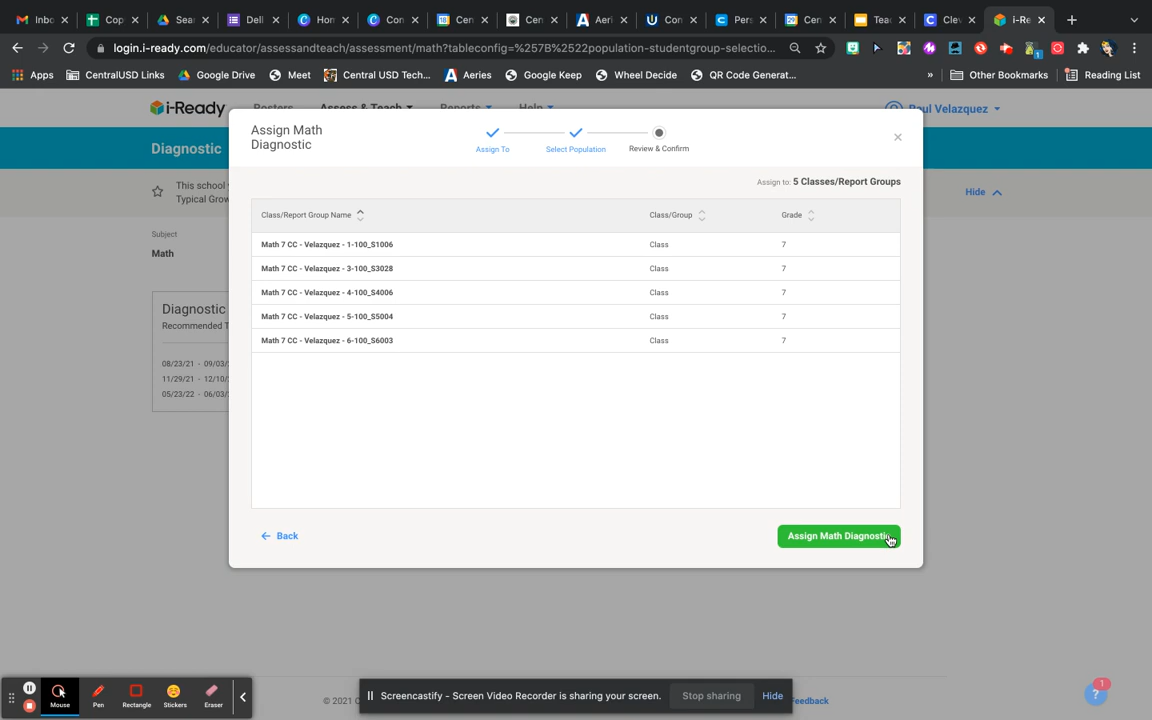 Inbo
Cop
Sea
Dell
Hon
Con
Cen
Cen
Aeri
Con
Pers
Cen
Teac
Clev
i-Re
login.i-ready.com/educator/assessandteach/assessment/math?tableconfig=%257B%2522population-studentgroup-selectio...
Apps
CentralUSD Links
Google Drive
Meet
Central USD Tech...
Aeries
Google Keep
Wheel Decide
QR Code Generat...
»
Other Bookmarks
Reading List
i-Ready
Rosters
Assess & Teach
Reports
Help
Paul Velazquez
Diagnostic
This school
Typical Grow
Hide
Subject
Math
Diagnostic
Recommended T
08/23/21 - 09/03/
11/29/21 - 12/10/
05/23/22 - 06/03/
Assign Math
Diagnostic
Assign To
Select Population
Review & Confirm
Assign to: 5 Classes/Report Groups
Class/Report Group Name
Class/Group
Grade
Math 7 CC - Velazquez - 1-100_S1006
Class
7
Math 7 CC - Velazquez - 3-100_S3028
Class
7
Math 7 CC - Velazquez - 4-100_S4006
Class
7
Math 7 CC - Velazquez - 5-100_S5004
Class
7
Math 7 CC - Velazquez - 6-100_S6003
Class
7
Back
Assign Math Diagnostic
Mouse
Pen
Rectangle
Stickers
Eraser
© 2021 C
Screencastify - Screen Video Recorder is sharing your screen.
Stop sharing
Hide
eedback
?
1